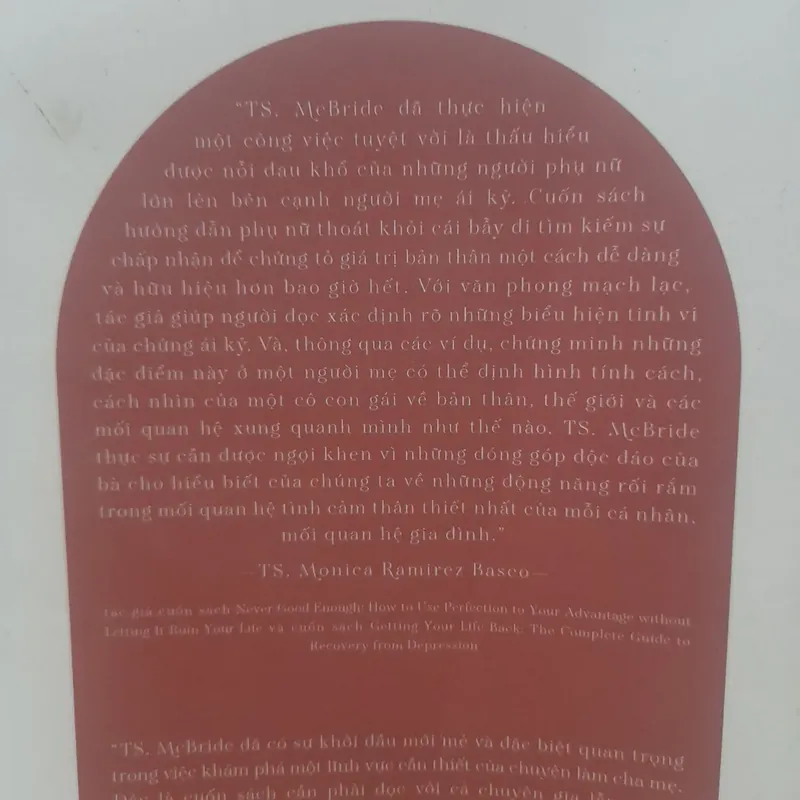 “TS. McBride đã thực hiện
một công việc tuyệt vời là thấu hiểu
được nỗi đau khổ của những người phụ nữ
lớn lên bên cạnh người mẹ ái kỷ. Cuốn sách
hướng dẫn phụ nữ thoát khỏi cái bẫy đi tìm kiếm sự
chấp nhận để chứng tỏ giá trị bản thân một cách dễ dàng
và hữu hiệu hơn bao giờ hết. Với văn phong mạch lạc,
tác giả giúp người đọc xác định rõ những biểu hiện tinh vi
của chứng ái kỷ. Và, thông qua các ví dụ, chứng minh những
đặc điểm này ở một người mẹ có thể định hình tính cách,
cách nhìn của một cô con gái về bản thân, thế giới và các
mối quan hệ xung quanh mình như thế nào. TS. McBride
thực sự cần được ngợi khen vì những đóng góp độc đáo của
bà cho hiểu biết của chúng ta về những động năng rối rắm
trong mối quan hệ tình cảm thân thiết nhất của mỗi cá nhân,
mối quan hệ gia đình.”
—TS. Monica Ramirez Basco—
tác giả cuốn sách Never Good Enough: How to Use Perfection to Your Advantage without
Letting It Ruin Your Life và cuốn sách Getting Your Life Back: The Complete Guide to
Recovery from Depression
“TS. McBride đã có sự khởi đầu mới mẻ và đặc biệt quan trọng
trong việc khám phá một lĩnh vực cần thiết của chuyện làm cha mẹ.
là cuốn sách cần phải đọc với cả chuyên gia